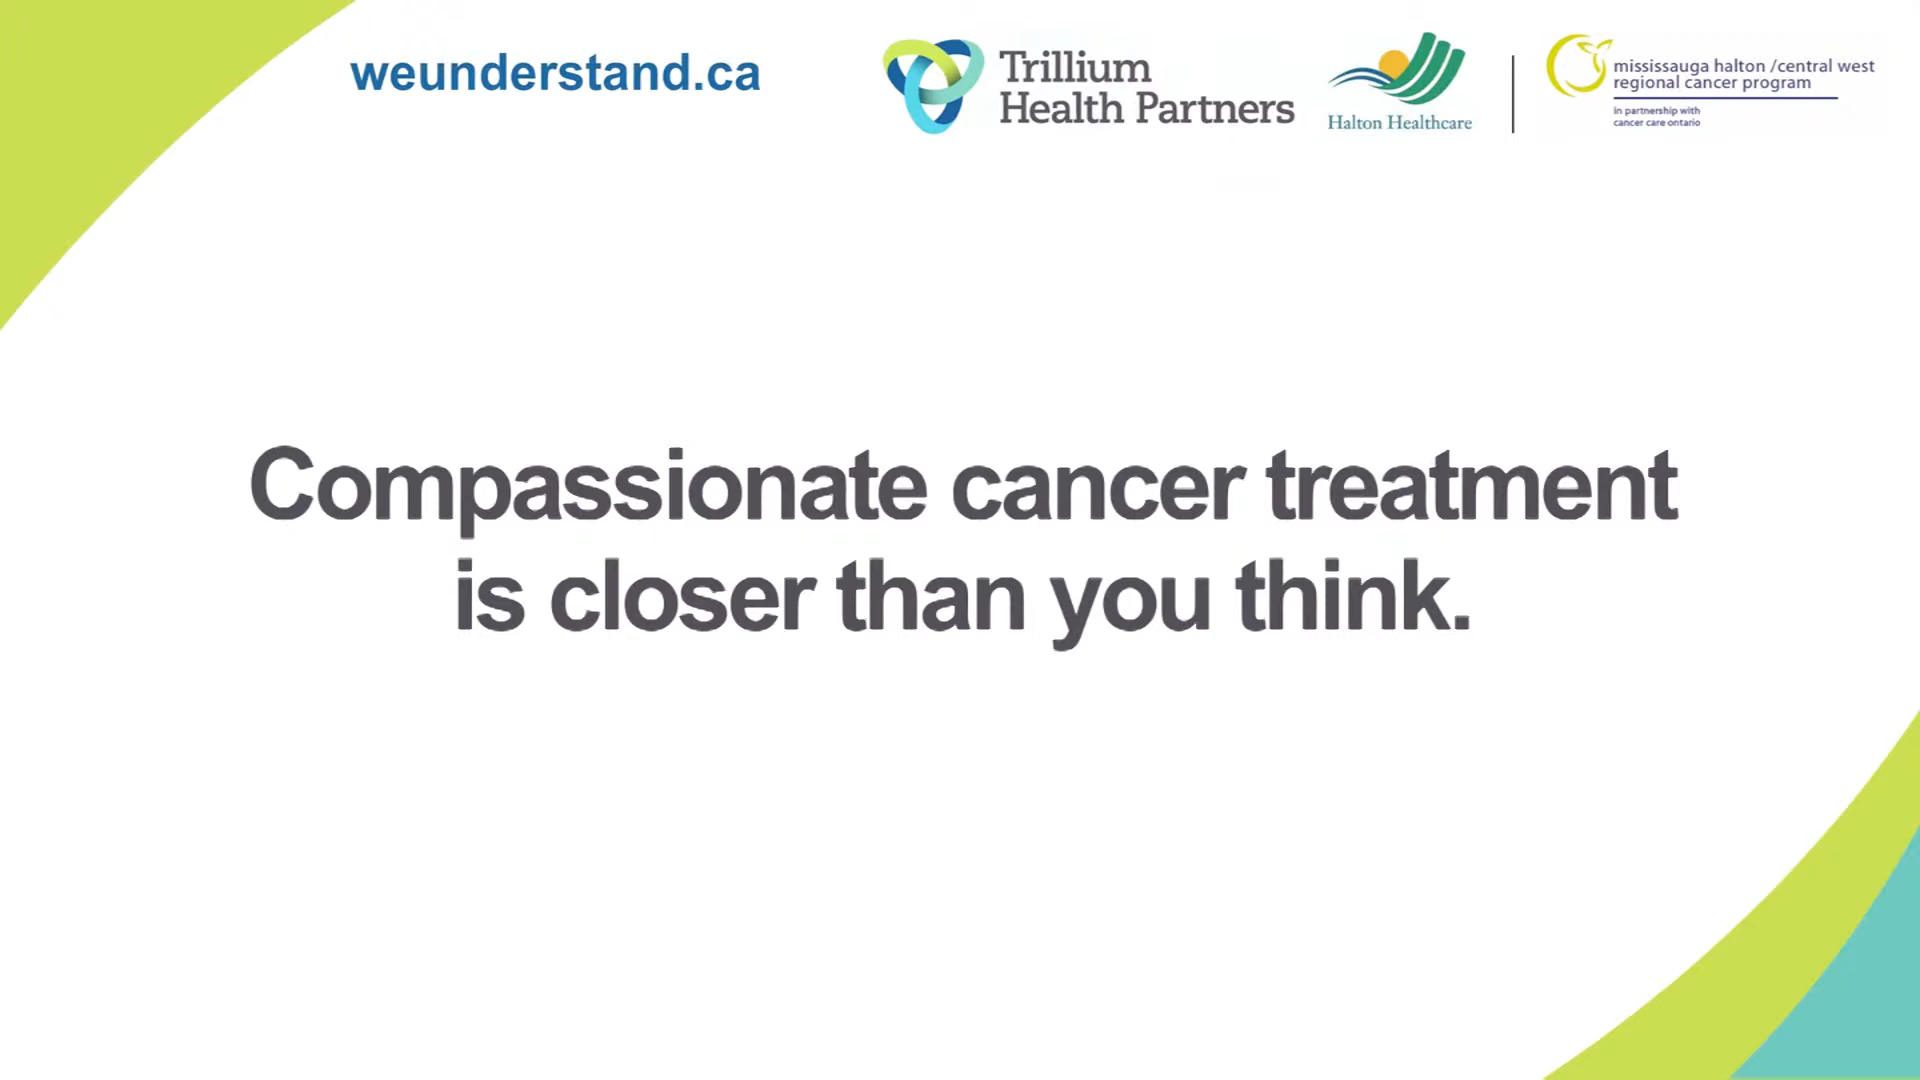 weunderstand.ca
Trillium
Health Partners
Halton Healthcare
mississauga halton /central west
regional cancer program
in partnership with
cancer care ontario
Compassionate cancer treatment
is closer than you think.